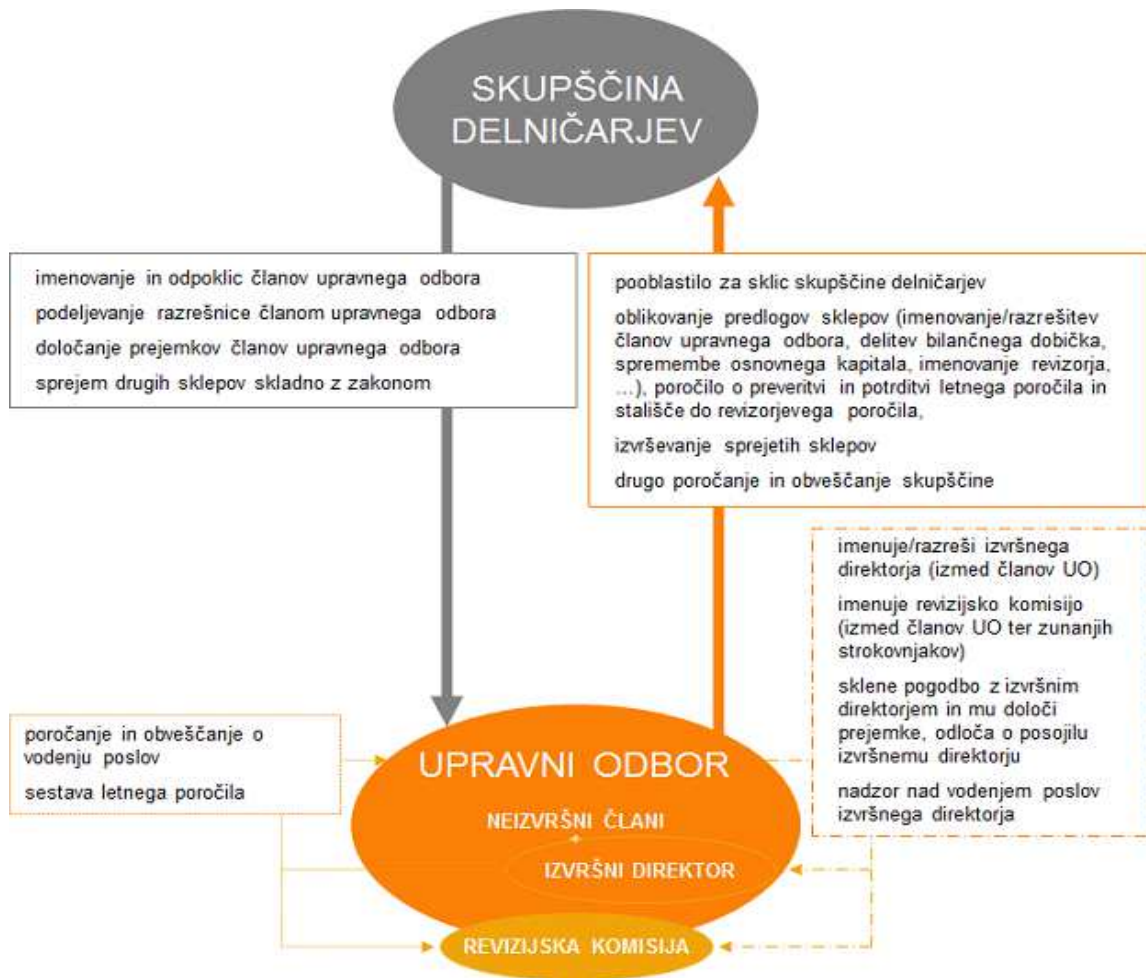 SKUPŠČINA
DELNIČARJEV
imenovanje in odpoklic članov upravnega odbora
podeljevanje razrešnice članom upravnega odbora
določanje prejemkov članov upravnega odbora
sprejem drugih sklepov skladno z zakonom
pooblastilo za sklic skupščine delničarjev
oblikovanje predlogov sklepov (imenovanje/razrešitev
članov upravnega odbora, delitev bilančnega dobička,
spremembe osnovnega kapitala, imenovanje revizorja,
...), poročilo o preveritvi in potrditvi letnega poročila in
stališče do revizorjevega poročila,
izvrševanje sprejetih sklepov
drugo poročanje in obveščanje skupščine
imenuje/razreši izvršnega
direktorja (izmed članov UO)
imenuje revizijsko komisijo
(izmed članov UO ter zunanjih
strokovnjakov)
sklene pogodbo z izvršnim
direktorjem in mu določi
prejemke, odloča o posojilu
izvršnemu direktorju
nadzor nad vodenjem poslov
izvršnega direktorja
poročanje in obveščanje o
vodenju poslov
sestava letnega poročila
UPRAVNI ODBOR
NEIZVRŠNI ČLANI
IZVRŠNI DIREKTOR
REVIZIJSKA KOMISIJA